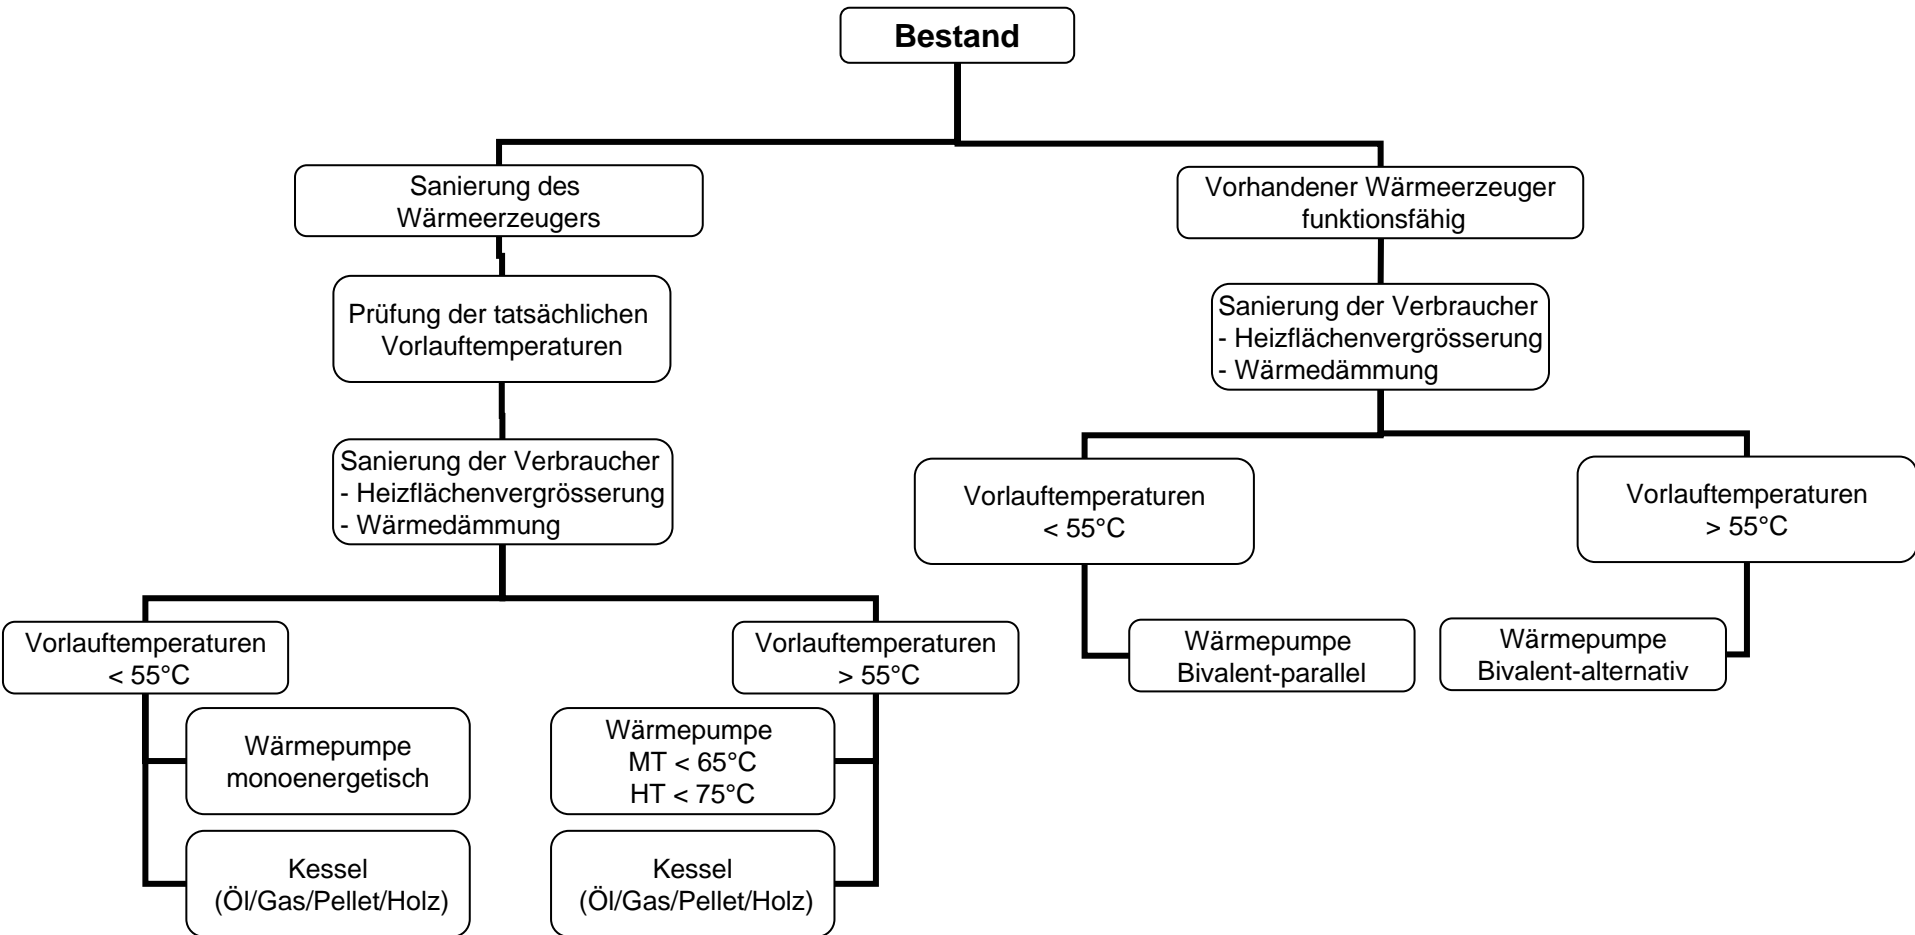 Bestand
Sanierung des
Wärmeerzeugers
Vorhandener Wärmeerzeuger
funktionsfähig
Prüfung der tatsächlichen
Vorlauftemperaturen
Sanierung der Verbraucher
- Heizflächenvergrösserung
- Wärmedämmung
Sanierung der Verbraucher
- Heizflächenvergrösserung
- Wärmedämmung
Vorlauftemperaturen
< 55°C
Vorlauftemperaturen
> 55°C
Vorlauftemperaturen
< 55°C
Vorlauftemperaturen
> 55°C
Wärmepumpe
Bivalent-parallel
Wärmepumpe
Bivalent-alternativ
Wärmepumpe
monoenergetisch
Wärmepumpe
MT < 65°C
HT < 75°C
Kessel
(Öl/Gas/Pellet/Holz)
Kessel
(Öl/Gas/Pellet/Holz)